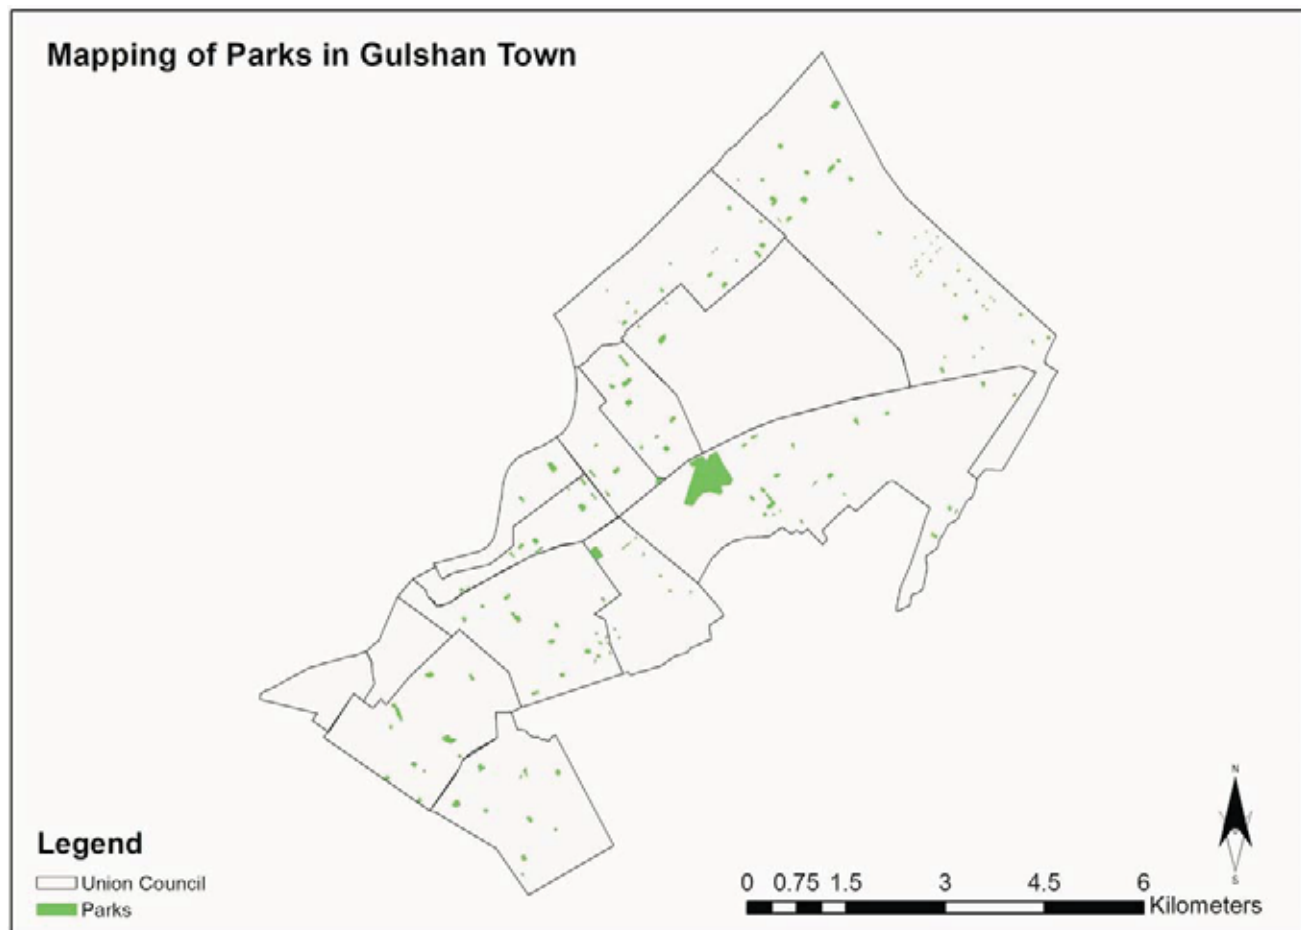 Mapping of Parks in Gulshan Town
N
S
Legend
Union Council
Parks
0 0.75 1.5 3 4.5 6
Kilometers